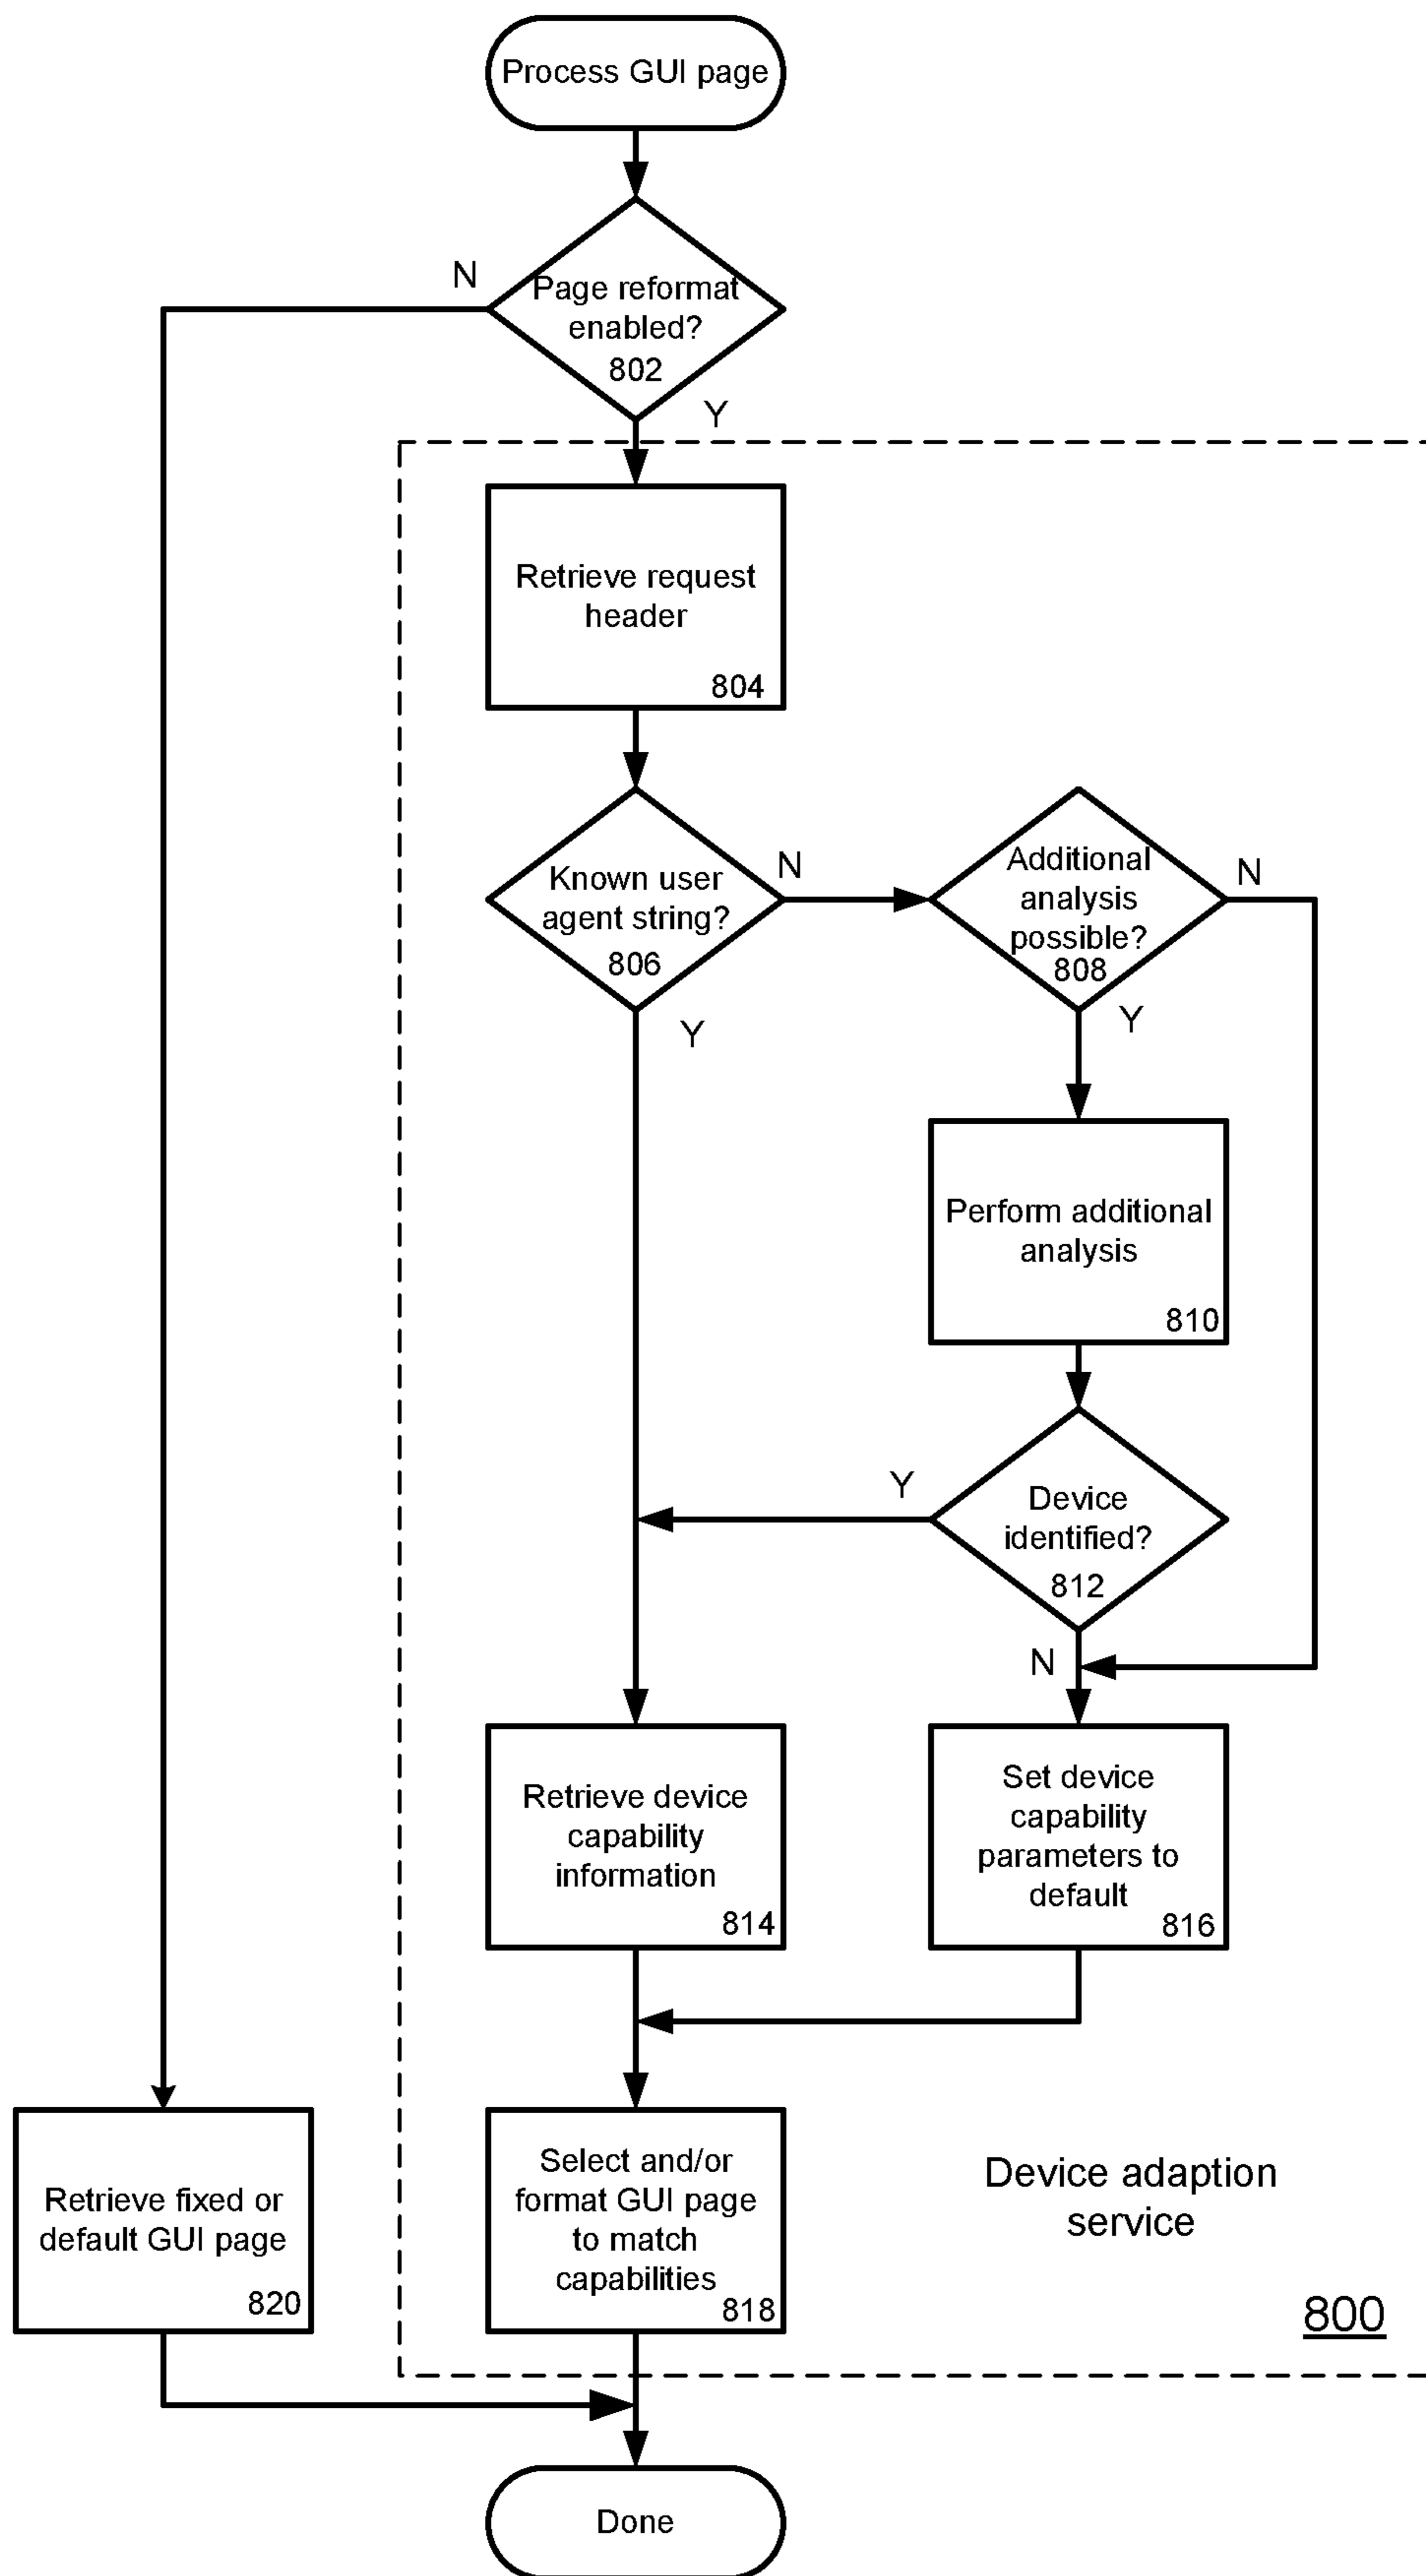 Process GUI page
N
Page reformat
enabled?
802
Y
Retrieve request
header
804
Known user
agent string?
806
N
Y
Additional
analysis
possible?
808
N
Y
Perform additional
analysis
810
Y
Device
identified?
812
N
Retrieve device
capability
information
814
Set device
capability
parameters to
default
816
Retrieve fixed or
default GUI page
820
Select and/or
format GUI page
to match
capabilities
818
Device adaption
service
800
Done